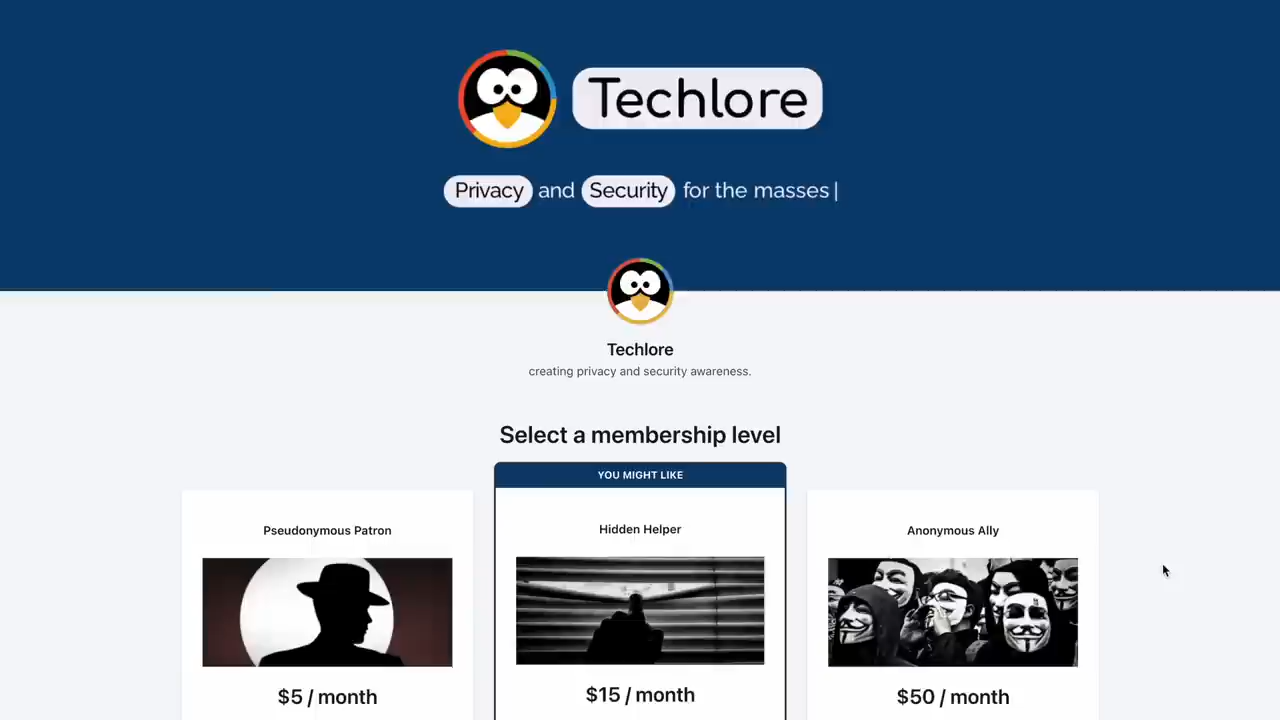 Techlore
Privacy and Security for the masses |
Techlore
creating privacy and security awareness.
Select a membership level
YOU MIGHT LIKE
Pseudonymous Patron
Hidden Helper
Anonymous Ally
$5 / month
$15 / month
$50 / month